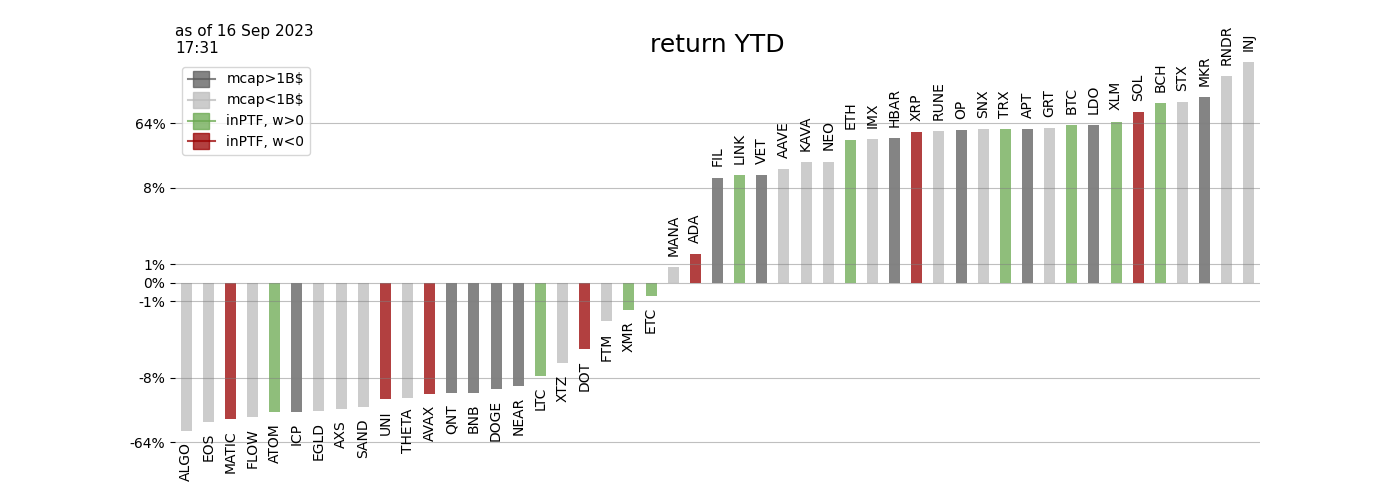 as of 16 Sep 2023
17:31
return YTD
mcap>1B$
mcap<1B$
inPTF, w>0
inPTF, w<0
64%
8%
1%
0%
-1%
-8%
-64%
ALGO
EOS
MATIC
FLOW
ATOM
ICP
EGLD
AXS
SAND
UNI
THETA
AVAX
QNT
BNB
DOGE
NEAR
LTC
XTZ
DOT
FTM
XMR
ETC
MANA
ADA
FIL
LINK
VET
AAVE
KAVA
NEO
ETH
IMX
HBAR
XRP
RUNE
OP
SNX
TRX
APT
GRT
BTC
LDO
XLM
SOL
BCH
STX
MKR
RNDR
INJ